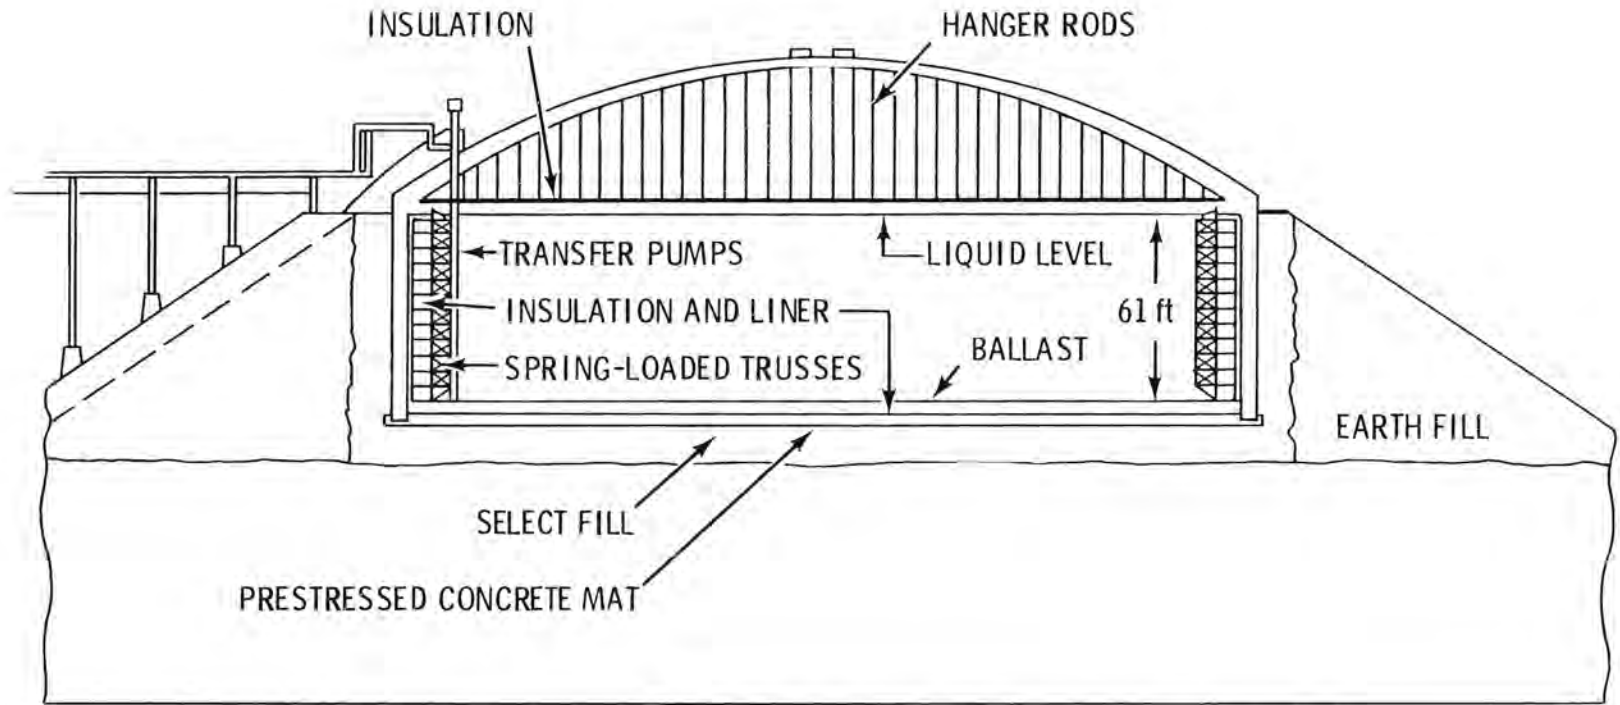 INSULATION
HANGER RODS
TRANSFER PUMPS
LIQUID LEVEL
INSULATION AND LINER
61 ft
SPRING-LOADED TRUSSES
BALLAST
EARTH FILL
SELECT FILL
PRESTRESSED CONCRETE MAT